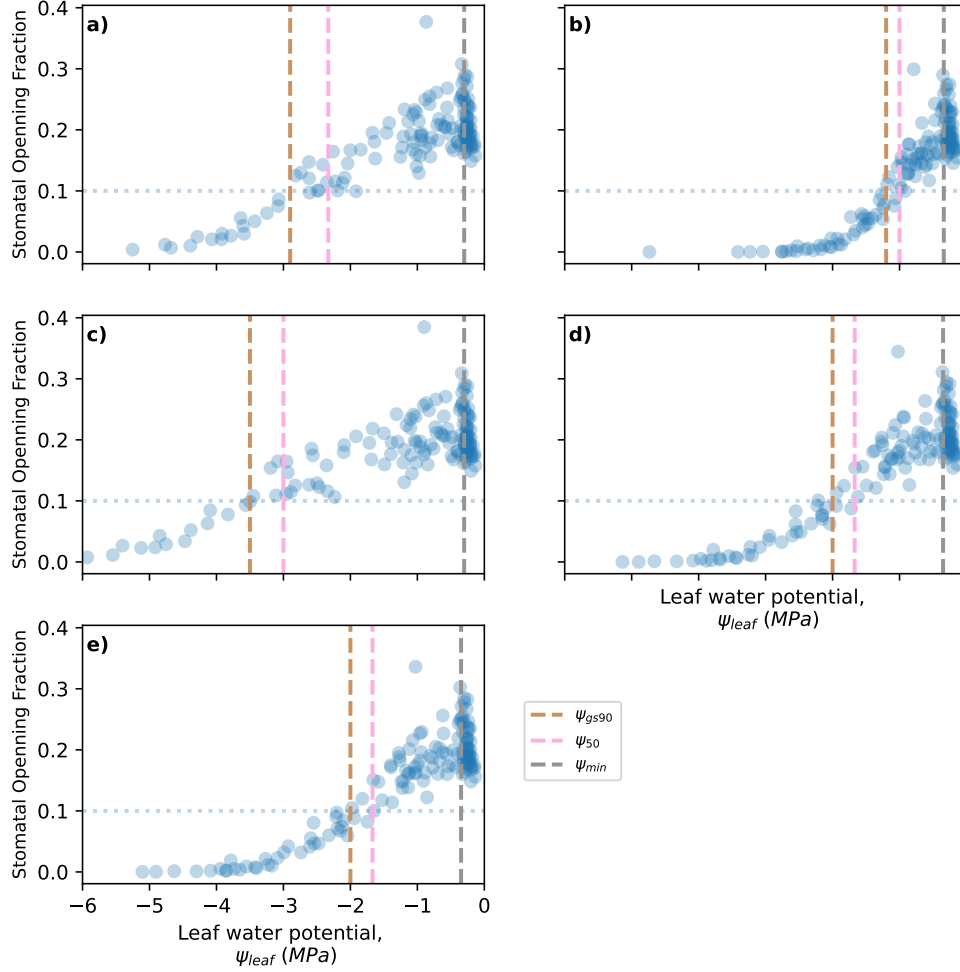 a)
0.4
0.3
0.2
0.1
0.0
Stomatal Openning Fraction
b)
c)
0.4
0.3
0.2
0.1
0.0
Stomatal Openning Fraction
d)
Leaf water potential,
ψleaf (MPa)
e)
0.4
0.3
0.2
0.1
0.0
Stomatal Openning Fraction
−6 −5 −4 −3 −2 −1 0
Leaf water potential,
ψleaf (MPa)
ψgs90
ψ50
ψmin